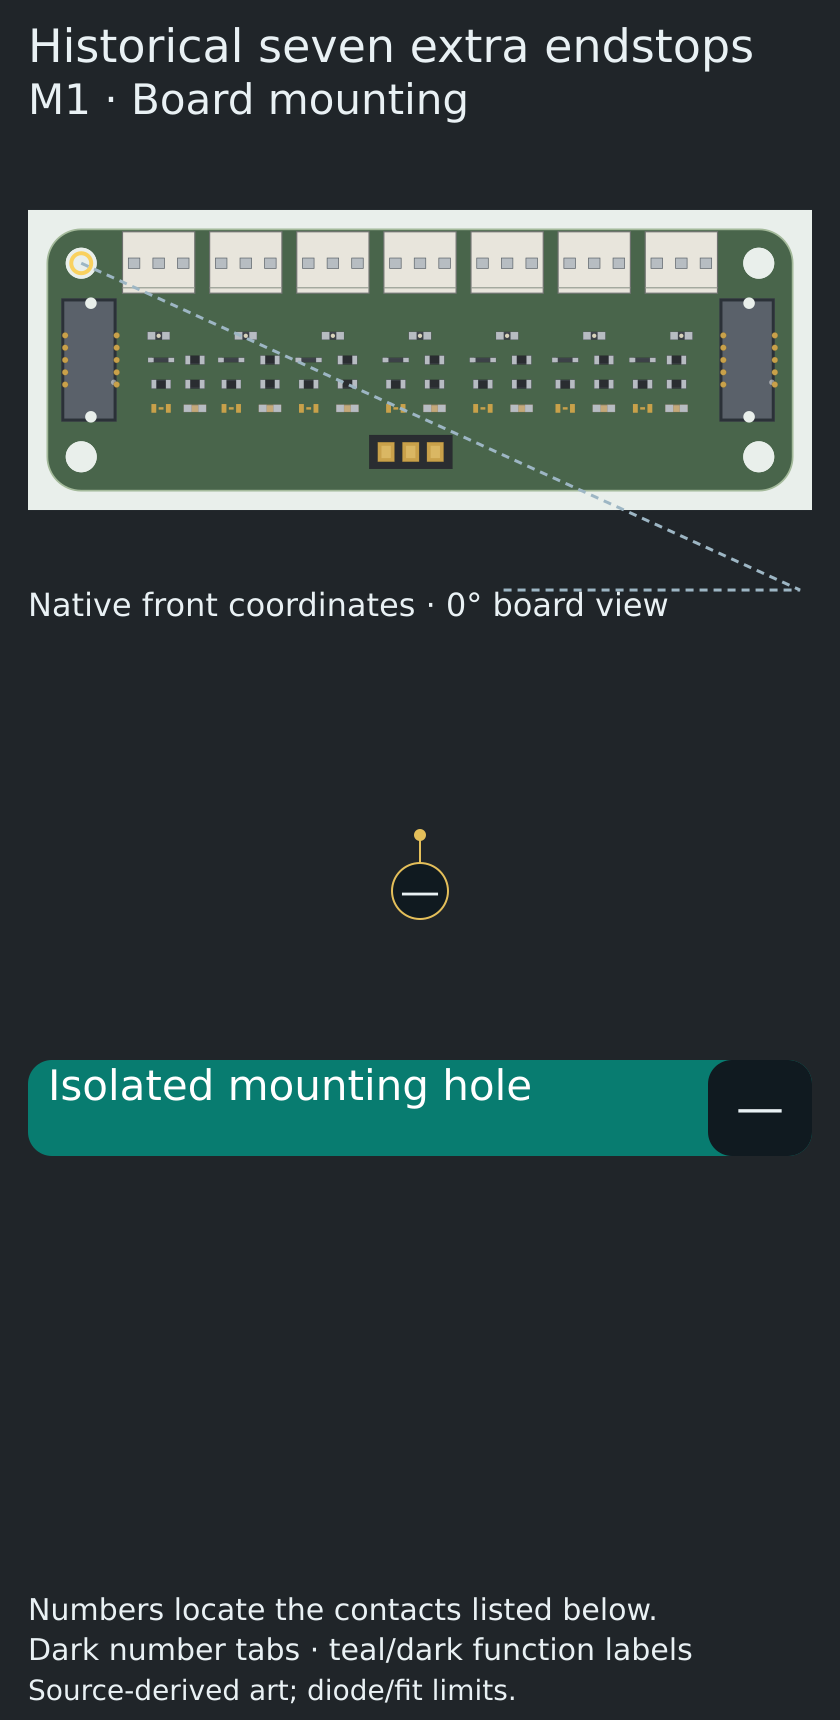 Historical seven extra endstops
M1 · Board mounting
Native front coordinates · 0° board view
—
Isolated mounting hole
—
Numbers locate the contacts listed below.
Dark number tabs · teal/dark function labels
Source-derived art; diode/fit limits.